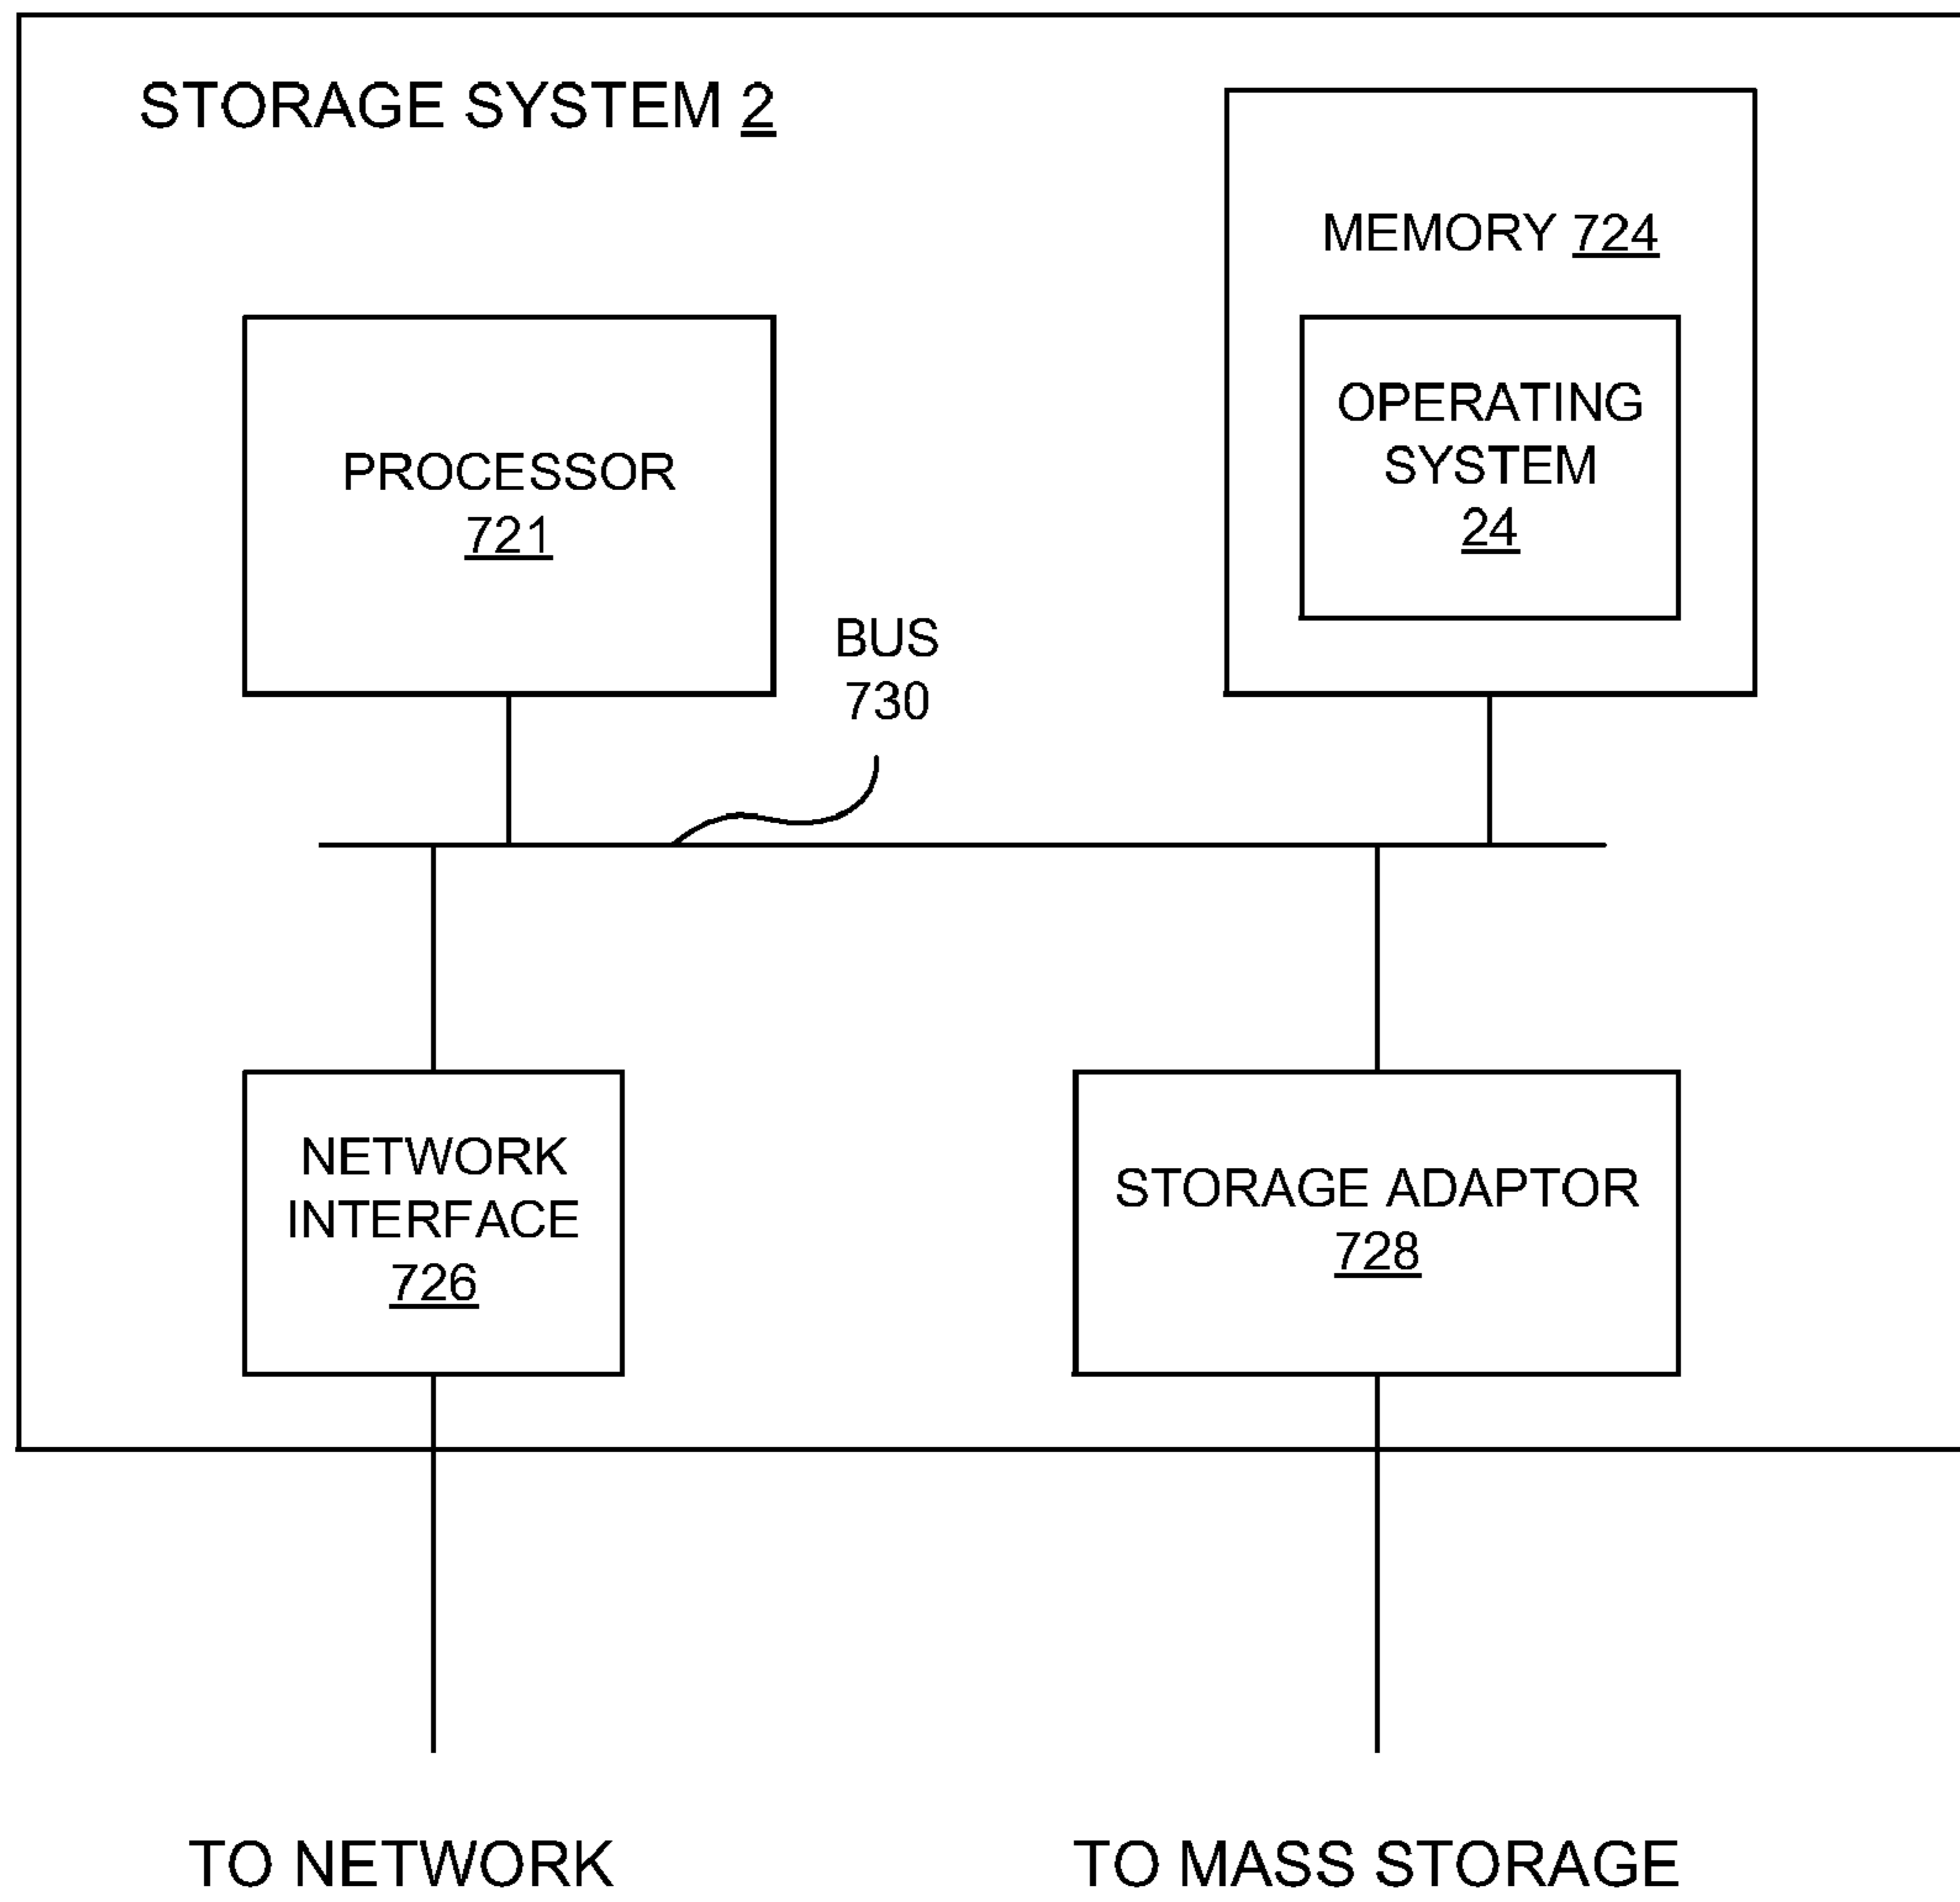 STORAGE SYSTEM 2
MEMORY 724
OPERATING
SYSTEM
24
PROCESSOR
721
BUS
730
NETWORK
INTERFACE
726
STORAGE ADAPTOR
728
TO NETWORK
TO MASS STORAGE